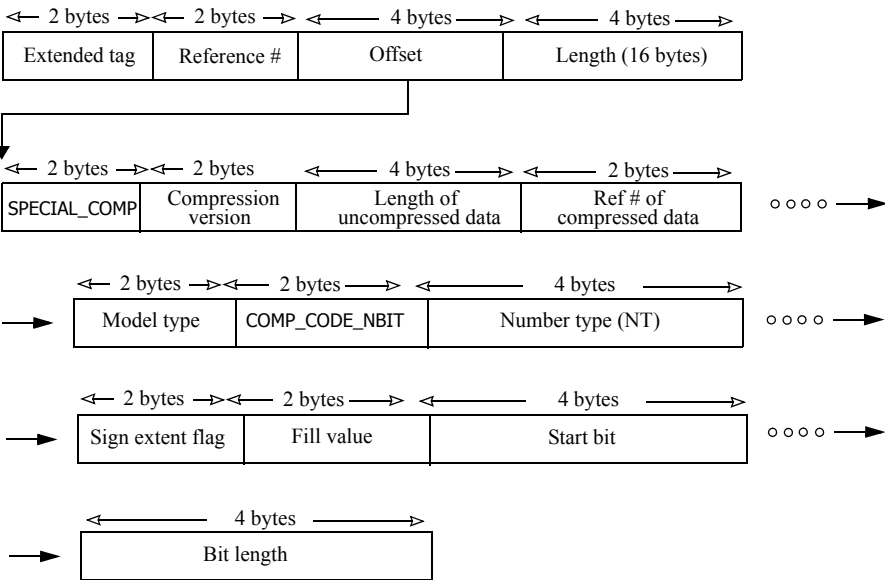 2 bytes 2 bytes 4 bytes 4 bytes
Extended tag Reference # Offset Length (16 bytes)
2 bytes 2 bytes 4 bytes 2 bytes
SPECIAL_COMP Compression version Length of uncompressed data Ref # of compressed data
2 bytes 2 bytes 4 bytes
Model type COMP_CODE_NBIT Number type (NT)
2 bytes 2 bytes 4 bytes
Sign extent flag Fill value Start bit
4 bytes
Bit length